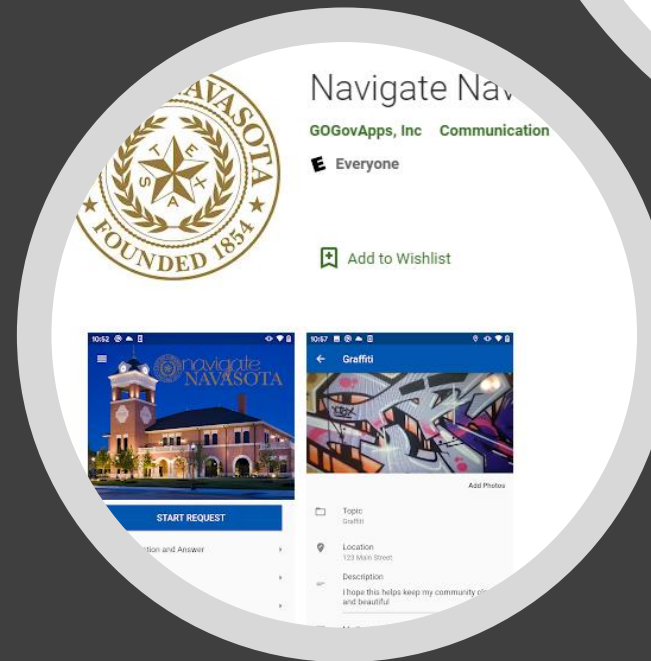 NAVASOTA
TEXAS
FOUNDED 1854
Navigate Nav
GOGovApps, Inc Communication
E Everyone
Add to Wishlist
10:52
navigate
NAVASOTA
START REQUEST
tion and Answer
10:57
Graffiti
Add Photos
Topic
Graffiti
Location
123 Main Street
Description
I hope this helps keep my community
and beautiful